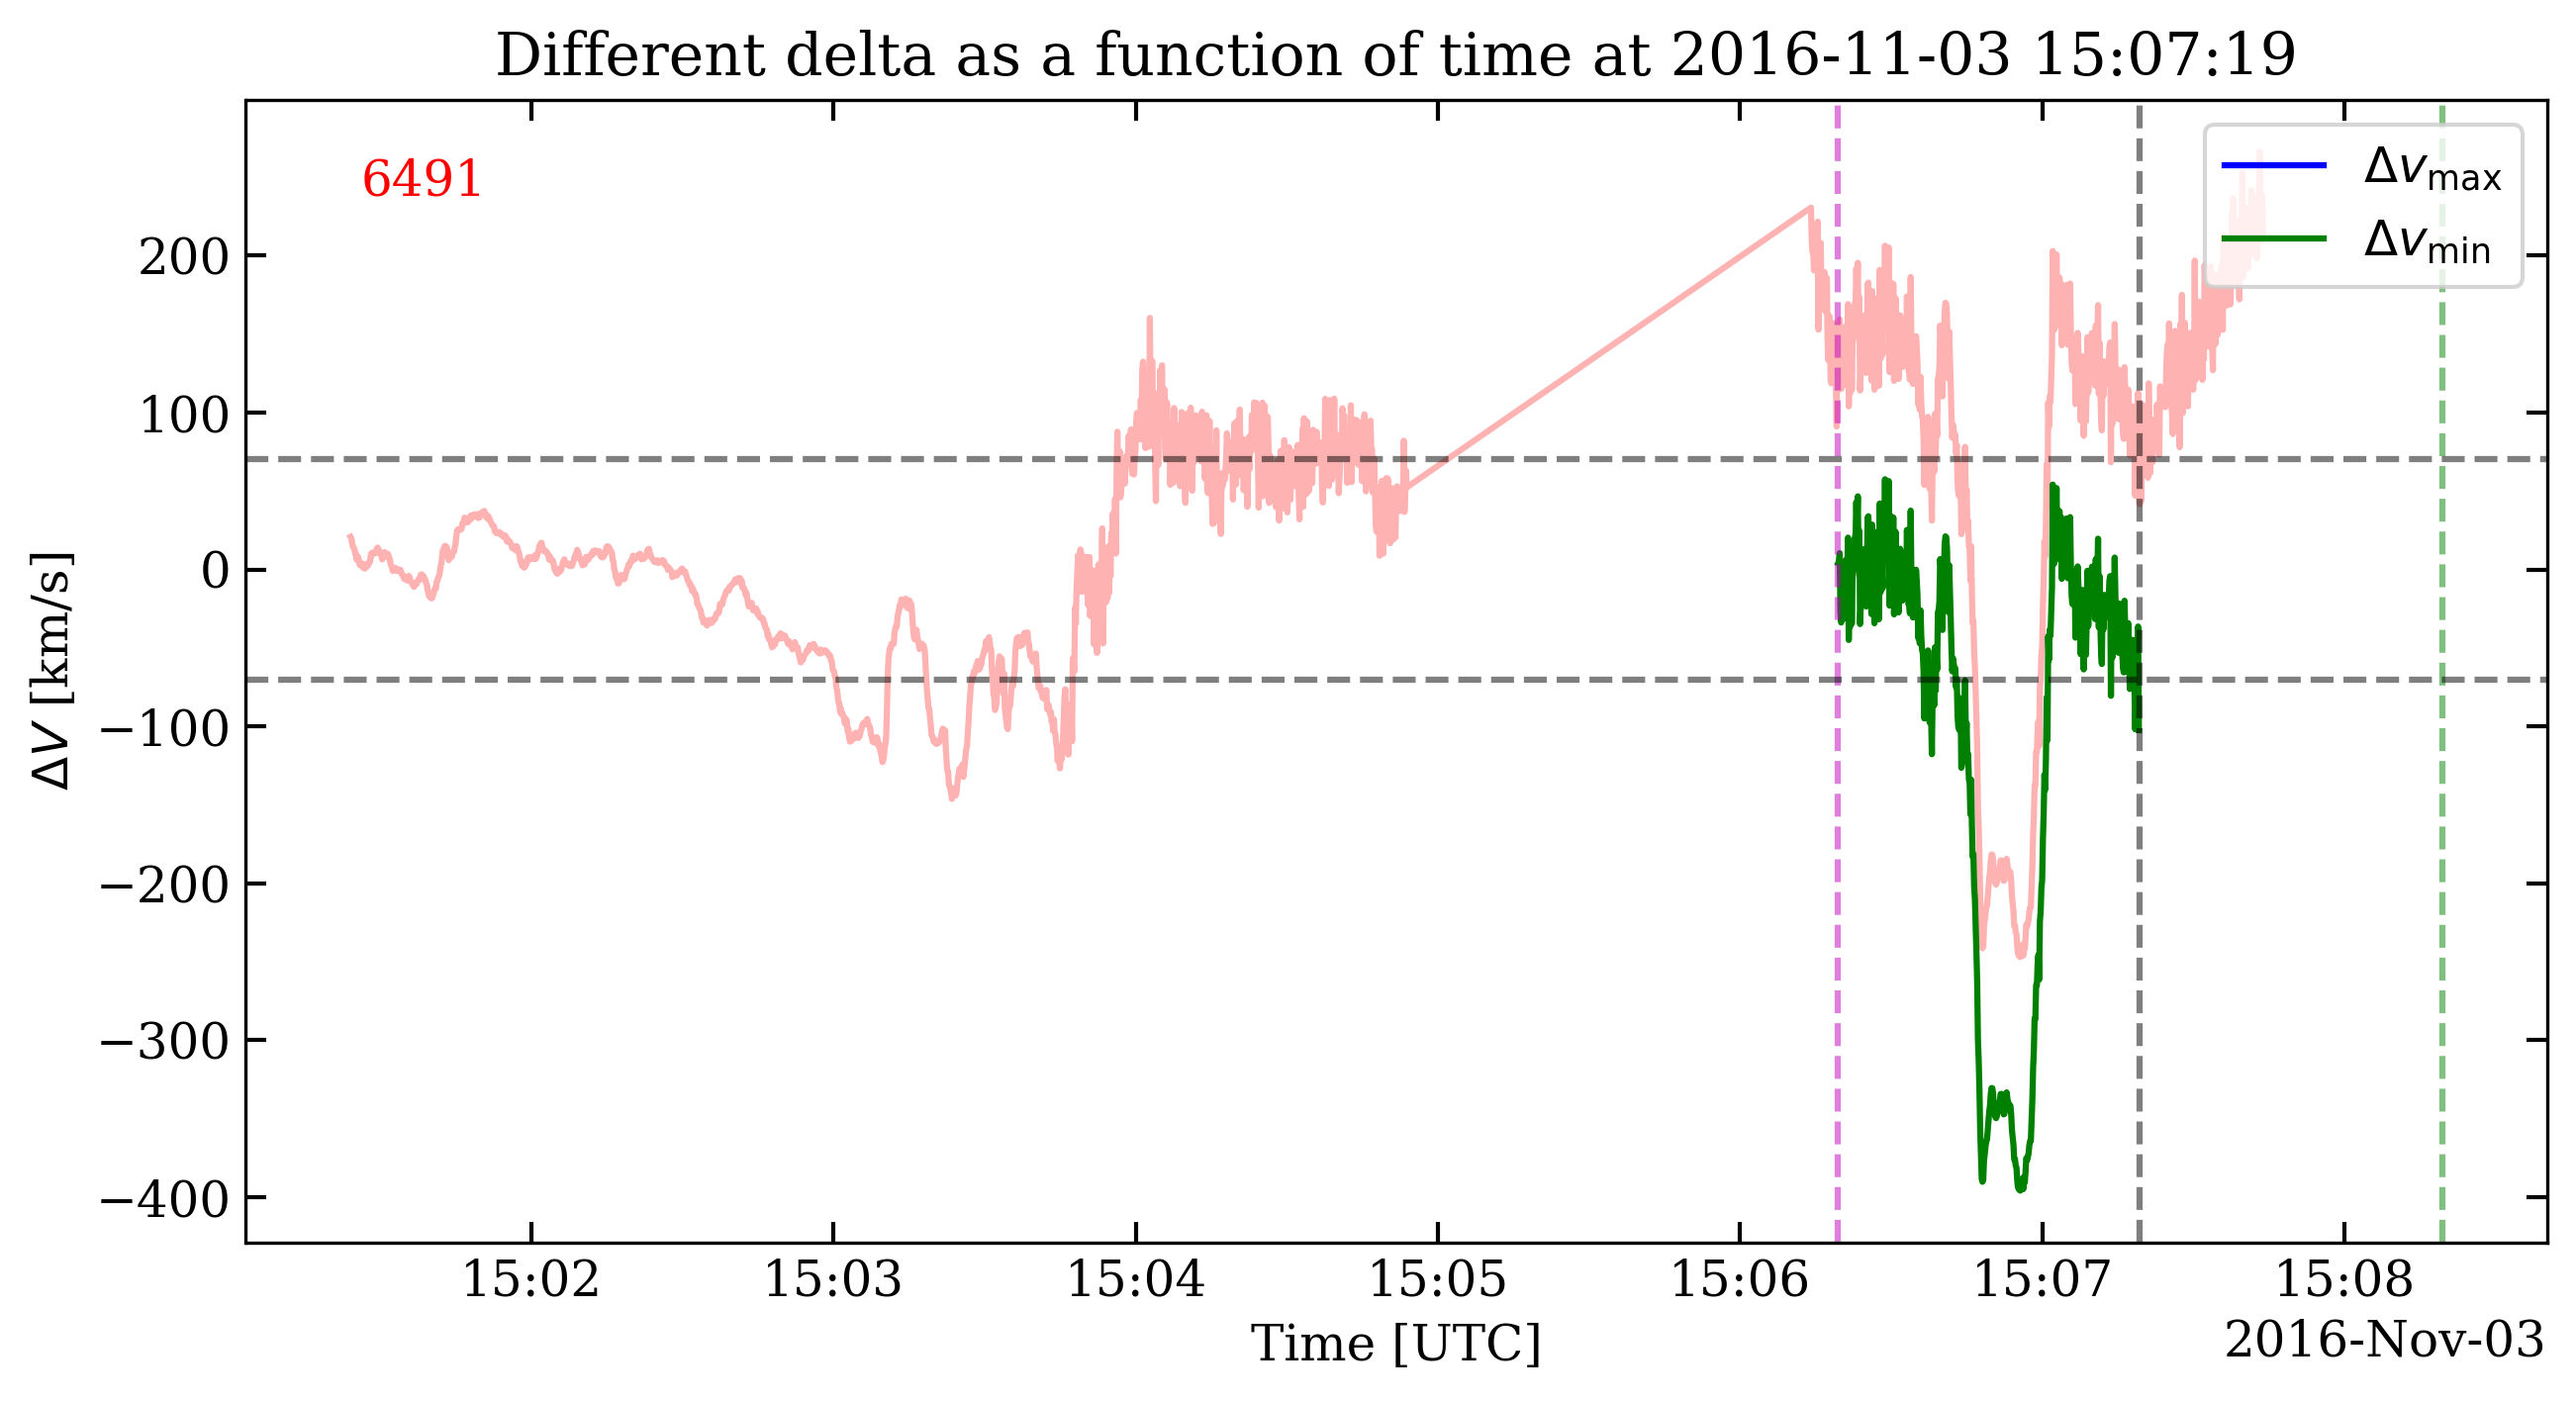 Different delta as a function of time at 2016-11-03 15:07:19
6491
Δv_max
Δv_min
200
100
0
−100
−200
−300
−400
ΔV [km/s]
15:02 15:03 15:04 15:05 15:06 15:07 15:08
Time [UTC]
2016-Nov-03